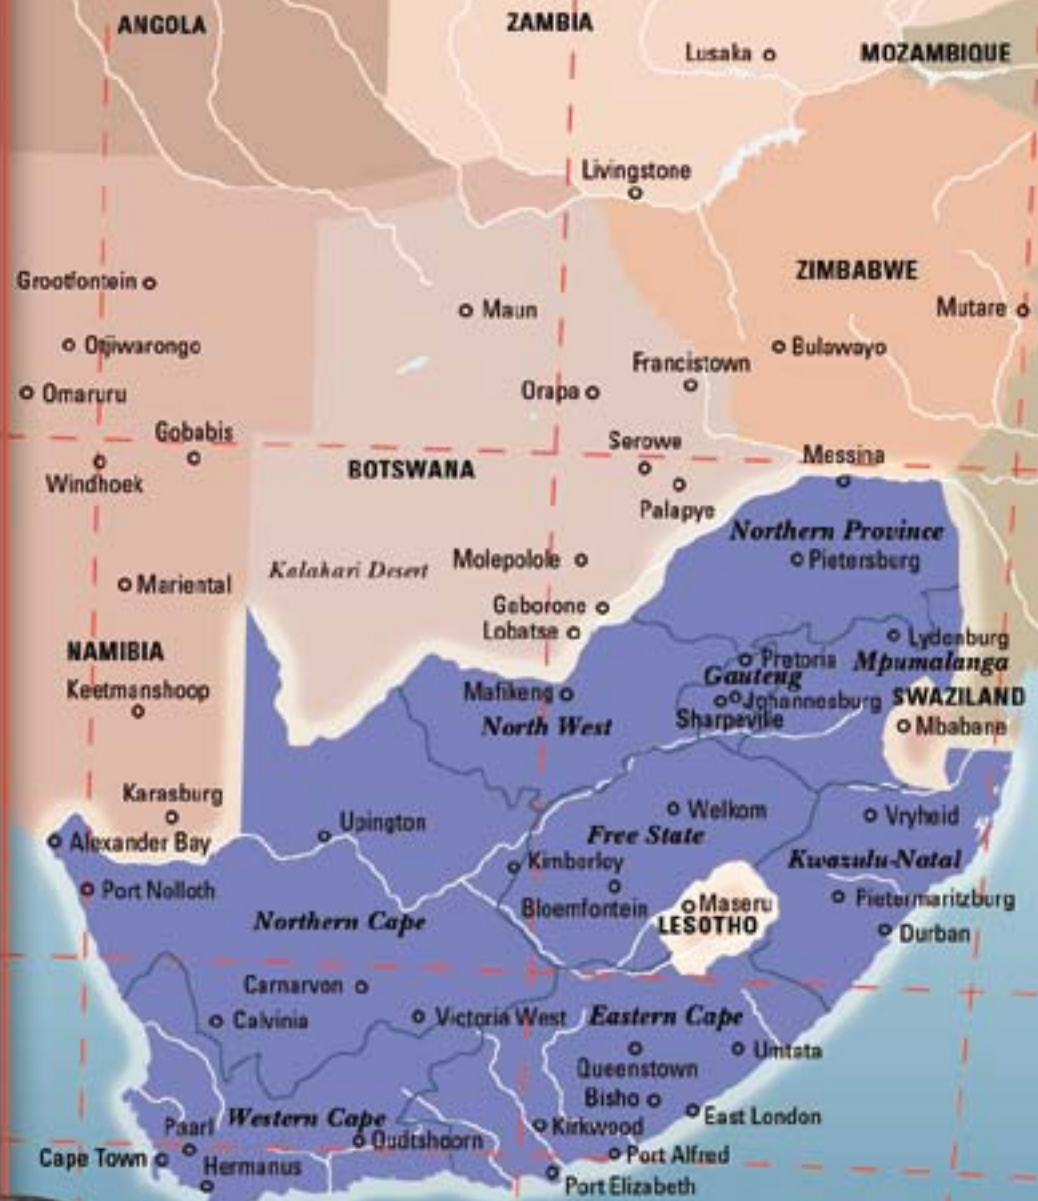 ANGOLA
ZAMBIA
Lusaka
MOZAMBIQUE
Livingstone
ZIMBABWE
Grootfontein
Maun
Mutare
Otjiwarongo
Bulawayo
Francistown
Omaruru
Orapa
Gobabis
Serowe
Messina
BOTSWANA
Windhoek
Palapye
Northern Province
Molepolole
Pietersburg
Kalahari Desert
Mariental
Gaborone
Lobatse
Lydenburg
NAMIBIA
Pretoria
Mpumalanga
Gauteng
Keetmanshoop
Mafikeng
SWAZILAND
Johannesburg
Sharpeville
North West
Mbabane
Karasburg
Welkom
Vryheid
Upington
Free State
Alexander Bay
Kimberley
Kwazulu-Natal
Port Nolloth
Pietermaritzburg
Bloemfontein
Maseru
Northern Cape
LESOTHO
Durban
Carnarvon
Calvinia
Victoria West
Eastern Cape
Umtata
Queenstown
Bisho
Western Cape
East London
Paarl
Kirkwood
Oudtshoorn
Cape Town
Port Alfred
Hermanus
Port Elizabeth